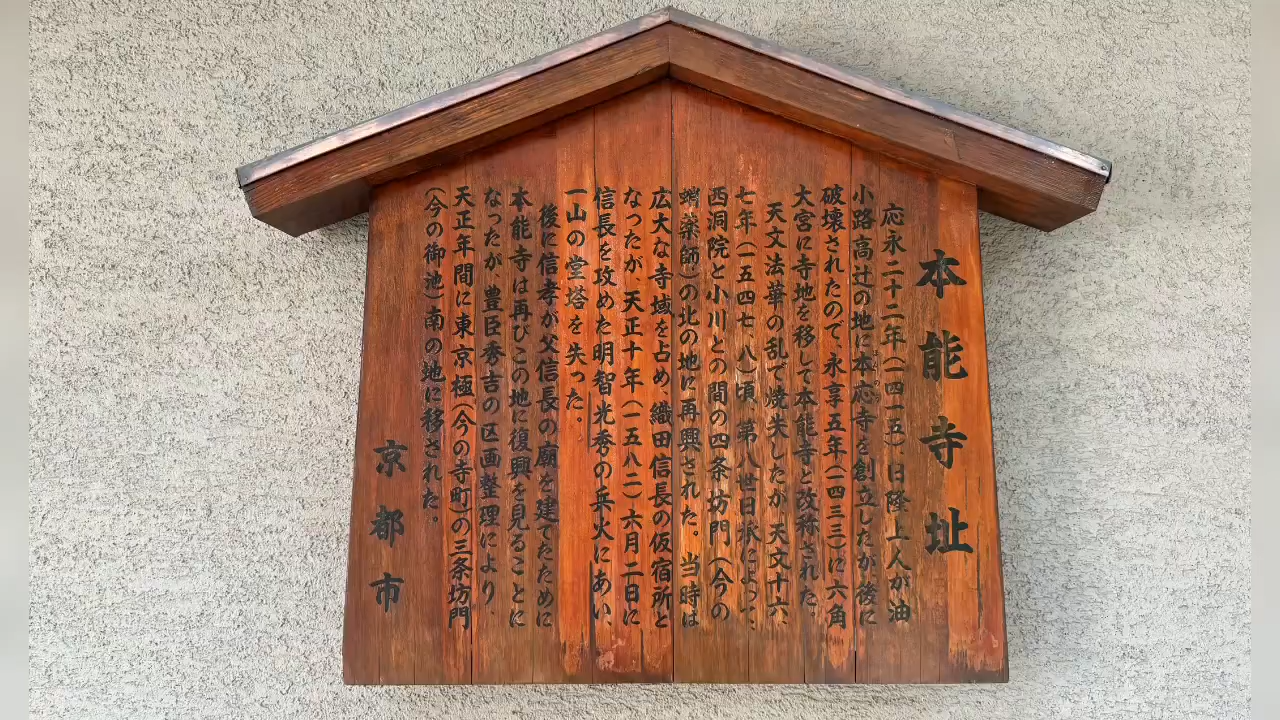 本能寺址
応永二十二年（一四一五）日隆上人が油
小路高辻の地に本応寺を創立したが後に
破壊されたので、永享五年（一四三三）に六角
大宮に寺地を移して本能寺と改称された。
天文法華の乱で焼失したが、天文十六、
七年（一五四七、八）頃、第八世日承によって、
西洞院と小川との間の四条坊門（今の
蛸薬師）の北の地に再興された。当時は
広大な寺域を占め、織田信長の仮宿所と
なったが、天正十年（一五八二）六月二日に
信長を攻めた明智光秀の兵火にあい、
一山の堂塔を失った。
後に信孝が父信長の廟を建てたために
本能寺は再びこの地に復興を見ることに
なったが、豊臣秀吉の区画整理により、
天正年間に東京極（今の寺町）の三条坊門
（今の御池）南の地に移された。
京都市